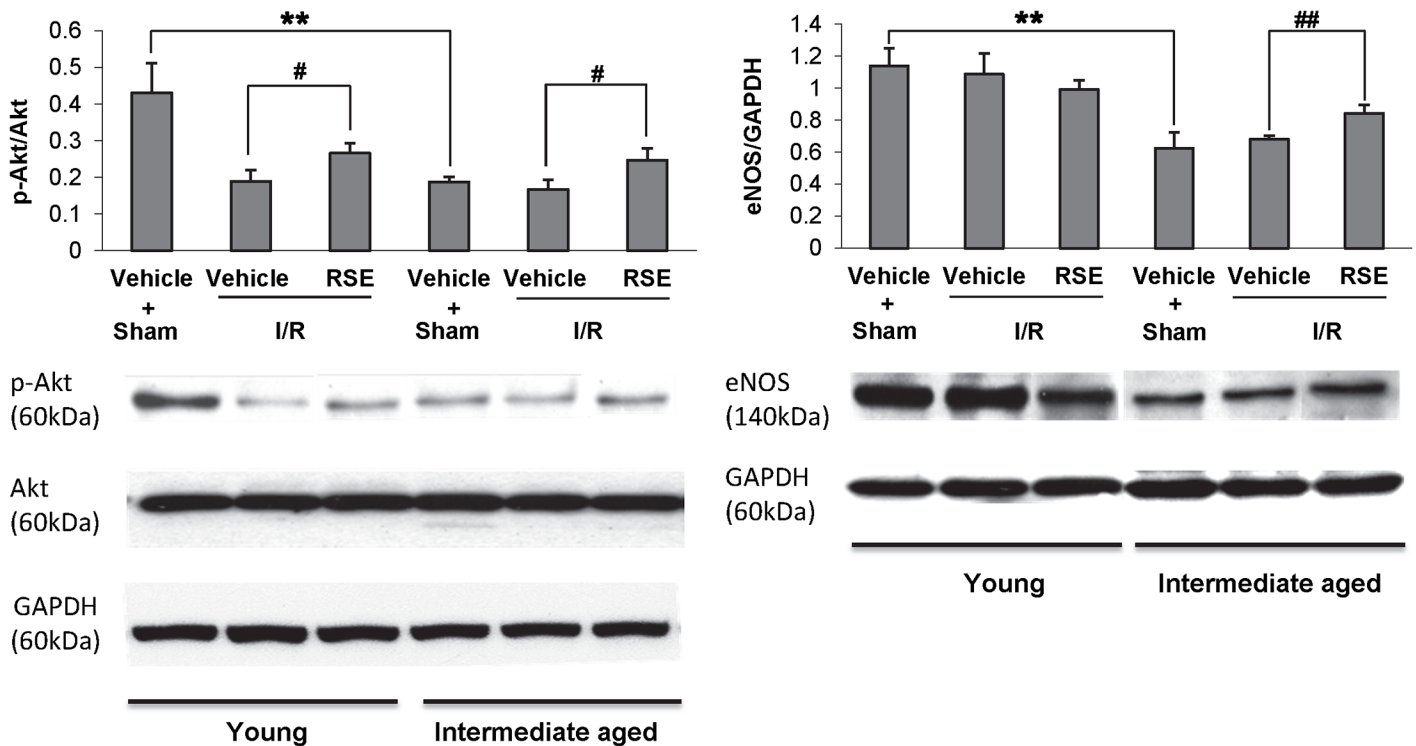 p-Akt/Akt
0.6
0.5
0.4
0.3
0.2
0.1
0
**
#
#
Vehicle + Sham
Vehicle
RSE
Vehicle + Sham
Vehicle
RSE
I/R
I/R
p-Akt
(60kDa)
Akt
(60kDa)
GAPDH
(60kDa)
Young
Intermediate aged
eNOS/GAPDH
1.4
1.2
1
0.8
0.6
0.4
0.2
0
**
##
Vehicle + Sham
Vehicle
RSE
Vehicle + Sham
Vehicle
RSE
I/R
I/R
eNOS
(140kDa)
GAPDH
(60kDa)
Young
Intermediate aged